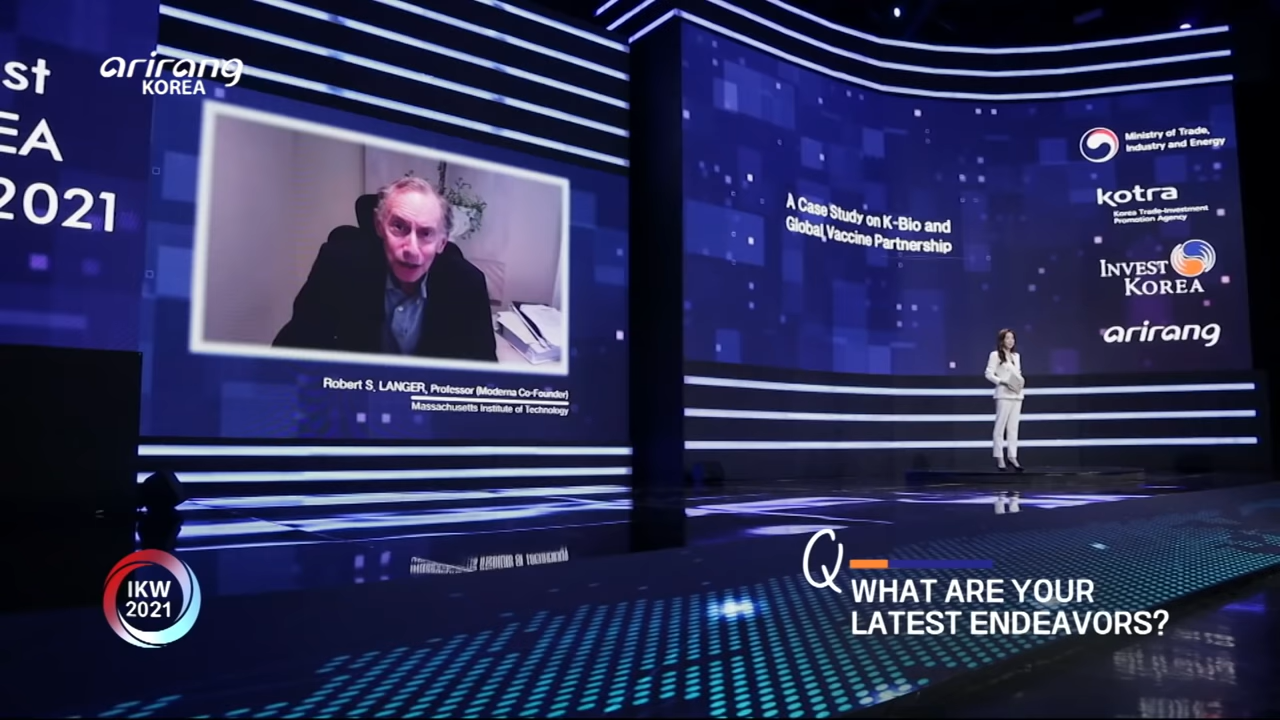 arirang
KOREA
st
EA
2021
Robert S. LANGER, Professor (Moderna Co-Founder)
Massachusetts Institute of Technology
A Case Study on K-Bio and
Global Vaccine Partnership
Ministry of Trade,
Industry and Energy
kotra
Korea Trade-Investment
Promotion Agency
INVEST
KOREA
arirang
IKW
2021
Q
WHAT ARE YOUR
LATEST ENDEAVORS?